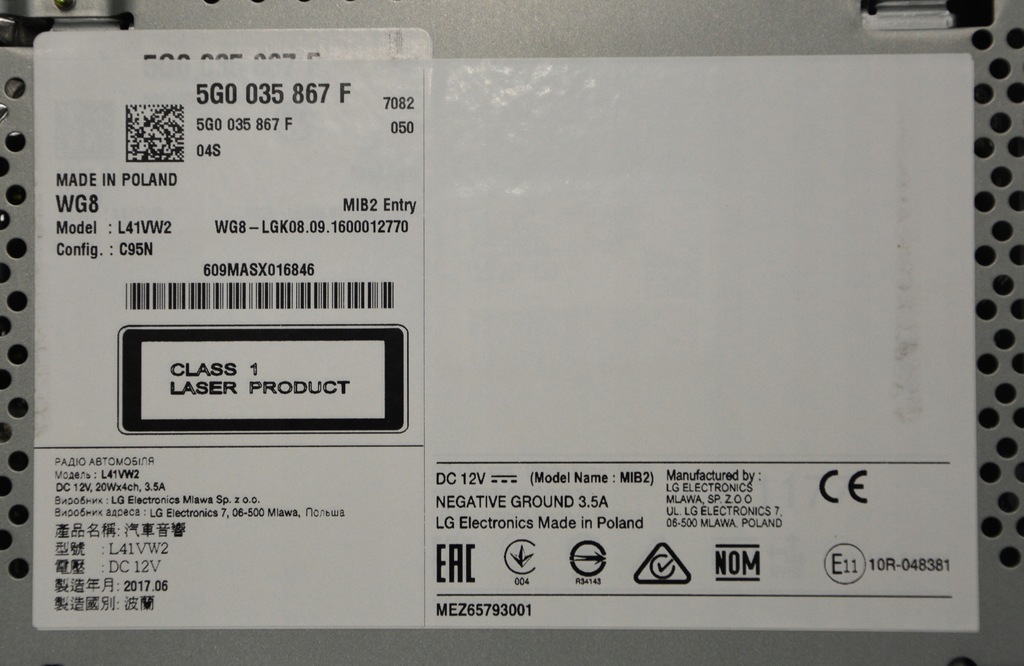 5G0 035 867 F
5G0 035 867 F
7082
5G0 035 867 F
050
04S
MADE IN POLAND
WG8
MIB2 Entry
Model : L41VW2
WG8-LGK08.09.1600012770
Config. : C95N
609MASX016846
CLASS 1
LASER PRODUCT
РАДІО АВТОМОБІЛЯ
Модель : L41VW2
DC 12V, 20Wx4ch, 3.5A
Виробник : LG Electronics Mlawa Sp. z o.o.
Виробник адреса : LG Electronics 7, 06-500 Mlawa, Польша
產品名稱: 汽車音響
型號 : L41VW2
電壓 : DC 12V
製造年月: 2017.06
製造國別: 波蘭
DC 12V (Model Name : MIB2)
NEGATIVE GROUND 3.5A
LG Electronics Made in Poland
Manufactured by :
LG ELECTRONICS
MLAWA, SP. Z.O O
UL. LG ELECTRONICS 7,
06-500 MLAWA. POLAND
CE
EAC
004
R34143
NOM
E11 10R-048381
MEZ65793001